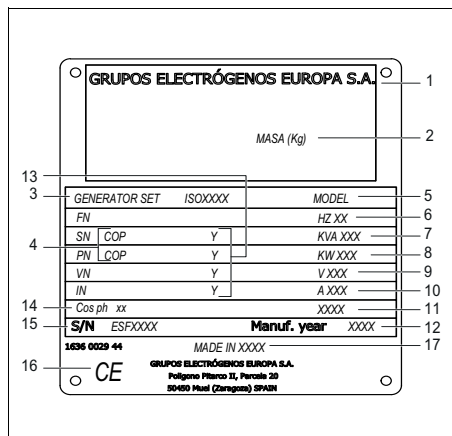 GRUPOS ELECTRÓGENOS EUROPA S.A. 1
MASA (Kg) 2
13
3 GENERATOR SET ISOXXXX MODEL 5
FN HZ XX 6
SN COP Y KVA XXX 7
4
PN COP Y KW XXX 8
VN Y V XXX 9
IN Y A XXX 10
14 Cos ph xx XXXX 11
15 S/N ESFXXXX Manuf. year XXXX 12
1636 0029 44 MADE IN XXXX 17
16 CE GRUPOS ELECTRÓGENOS EUROPA S.A.
Polígono Pitarco II, Parcela 20
50450 Muel (Zaragoza) SPAIN